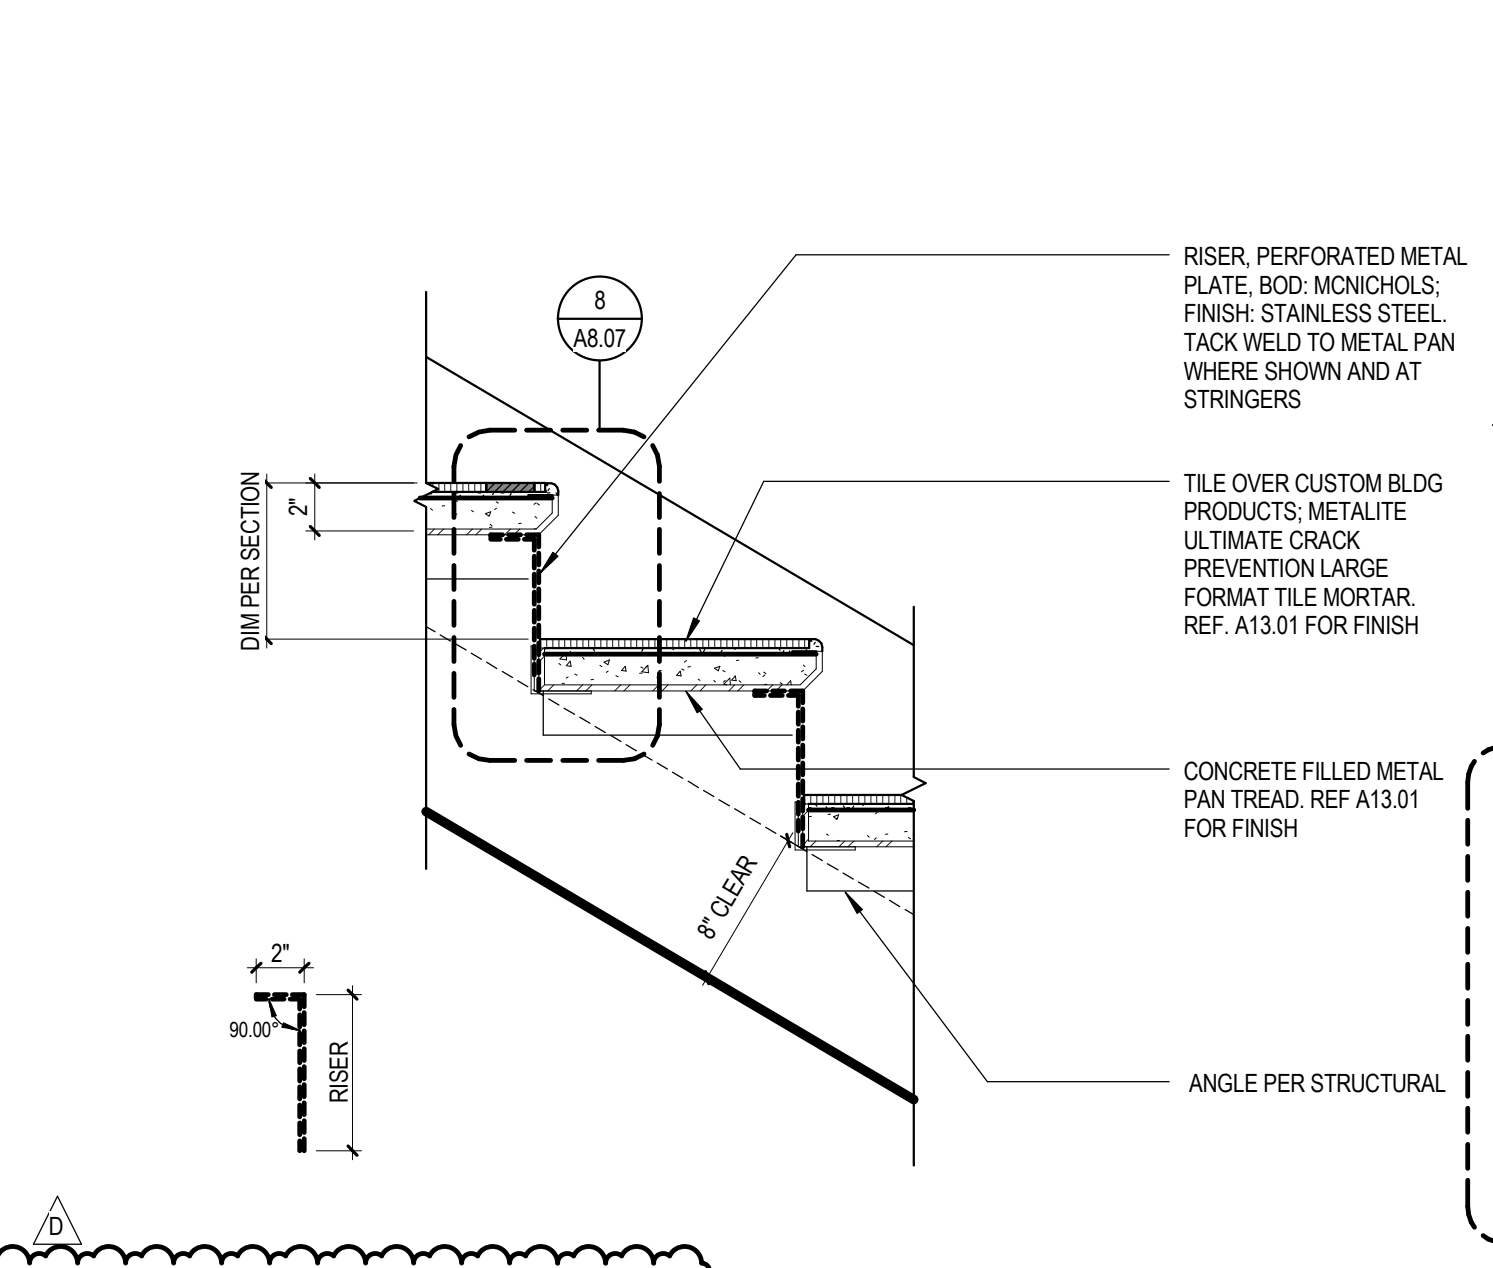 8
A8.07
RISER, PERFORATED METAL
PLATE, BOD: MCNICHOLS;
FINISH: STAINLESS STEEL.
TACK WELD TO METAL PAN
WHERE SHOWN AND AT
STRINGERS
DIM PER SECTION
2"
TILE OVER CUSTOM BLDG
PRODUCTS; METALITE
ULTIMATE CRACK
PREVENTION LARGE
FORMAT TILE MORTAR.
REF. A13.01 FOR FINISH
CONCRETE FILLED METAL
PAN TREAD. REF A13.01
FOR FINISH
8" CLEAR
2"
90.00°
RISER
ANGLE PER STRUCTURAL
D